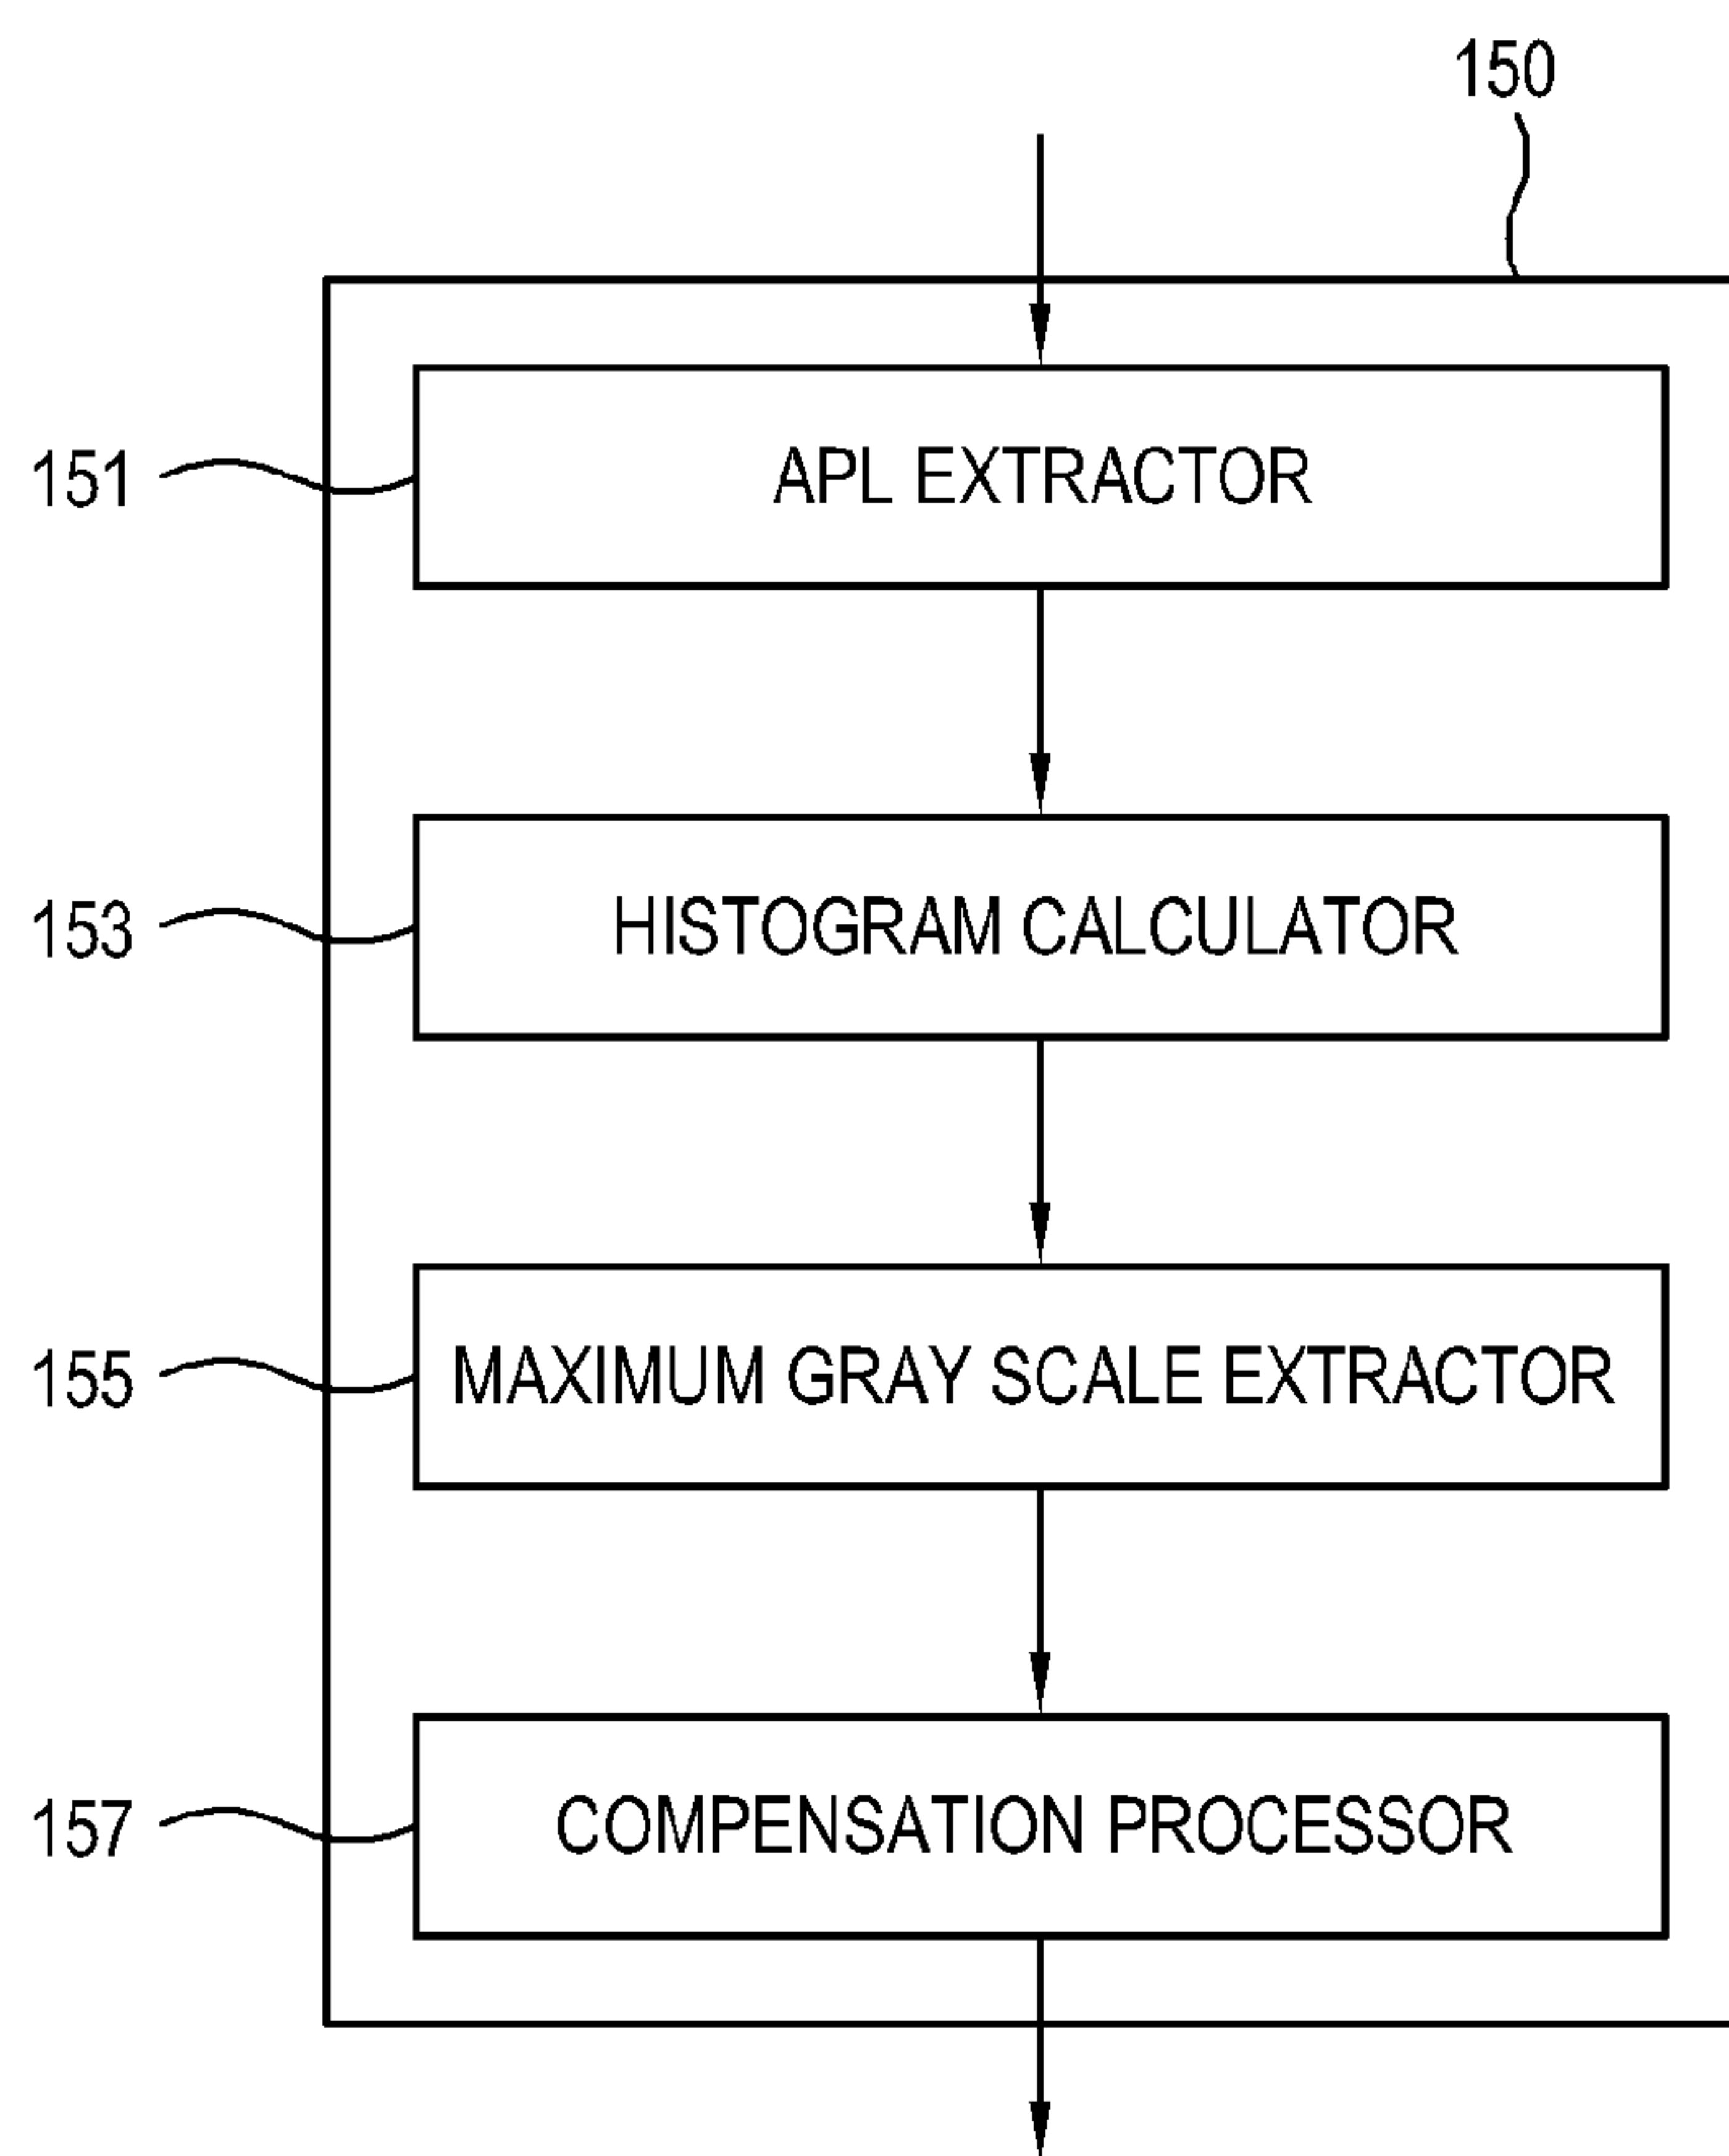 150
151
APL EXTRACTOR
153
HISTOGRAM CALCULATOR
155
MAXIMUM GRAY SCALE EXTRACTOR
157
COMPENSATION PROCESSOR